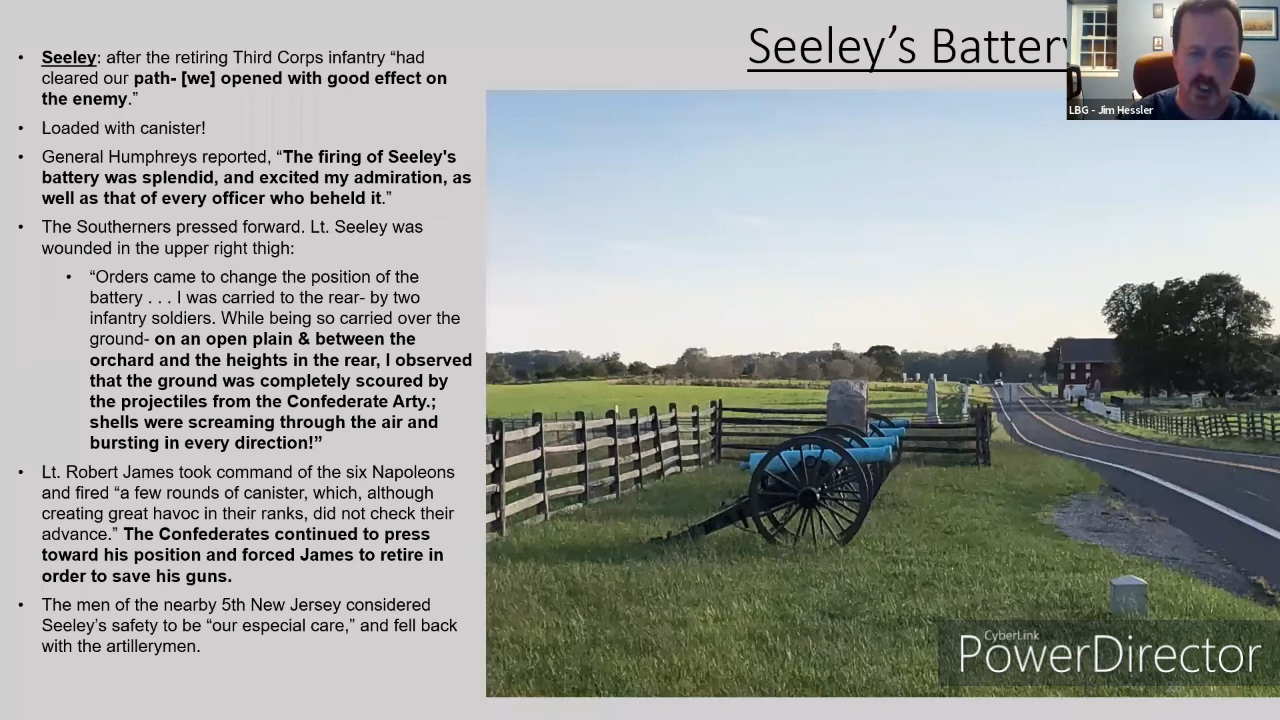 Seeley's Battery
LBG - Jim Hessler
• Seeley: after the retiring Third Corps infantry “had
cleared our path- [we] opened with good effect on
the enemy.”
• Loaded with canister!
• General Humphreys reported, “The firing of Seeley's
battery was splendid, and excited my admiration, as
well as that of every officer who beheld it.”
• The Southerners pressed forward. Lt. Seeley was
wounded in the upper right thigh:
• “Orders came to change the position of the
battery . . . I was carried to the rear- by two
infantry soldiers. While being so carried over the
ground- on an open plain & between the
orchard and the heights in the rear, I observed
that the ground was completely scoured by
the projectiles from the Confederate Arty.;
shells were screaming through the air and
bursting in every direction!”
• Lt. Robert James took command of the six Napoleons
and fired “a few rounds of canister, which, although
creating great havoc in their ranks, did not check their
advance.” The Confederates continued to press
toward his position and forced James to retire in
order to save his guns.
• The men of the nearby 5th New Jersey considered
Seeley’s safety to be “our especial care,” and fell back
with the artillerymen.
CyberLink
PowerDirector